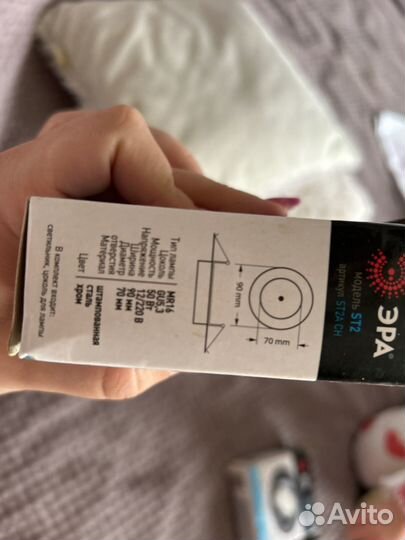 ЭРА
модель ST2
артикул ST2A CH
90 mm
70 mm
Тип лампы MR16
Цоколь GU5,3
Мощность 50 Вт
Напряжение 12/220 В
Ширина 90 мм
Диаметр отверстия 70 мм
Материал штампованная сталь
Цвет хром
В комплект входит:
светильник, цоколь для лампы
Avito